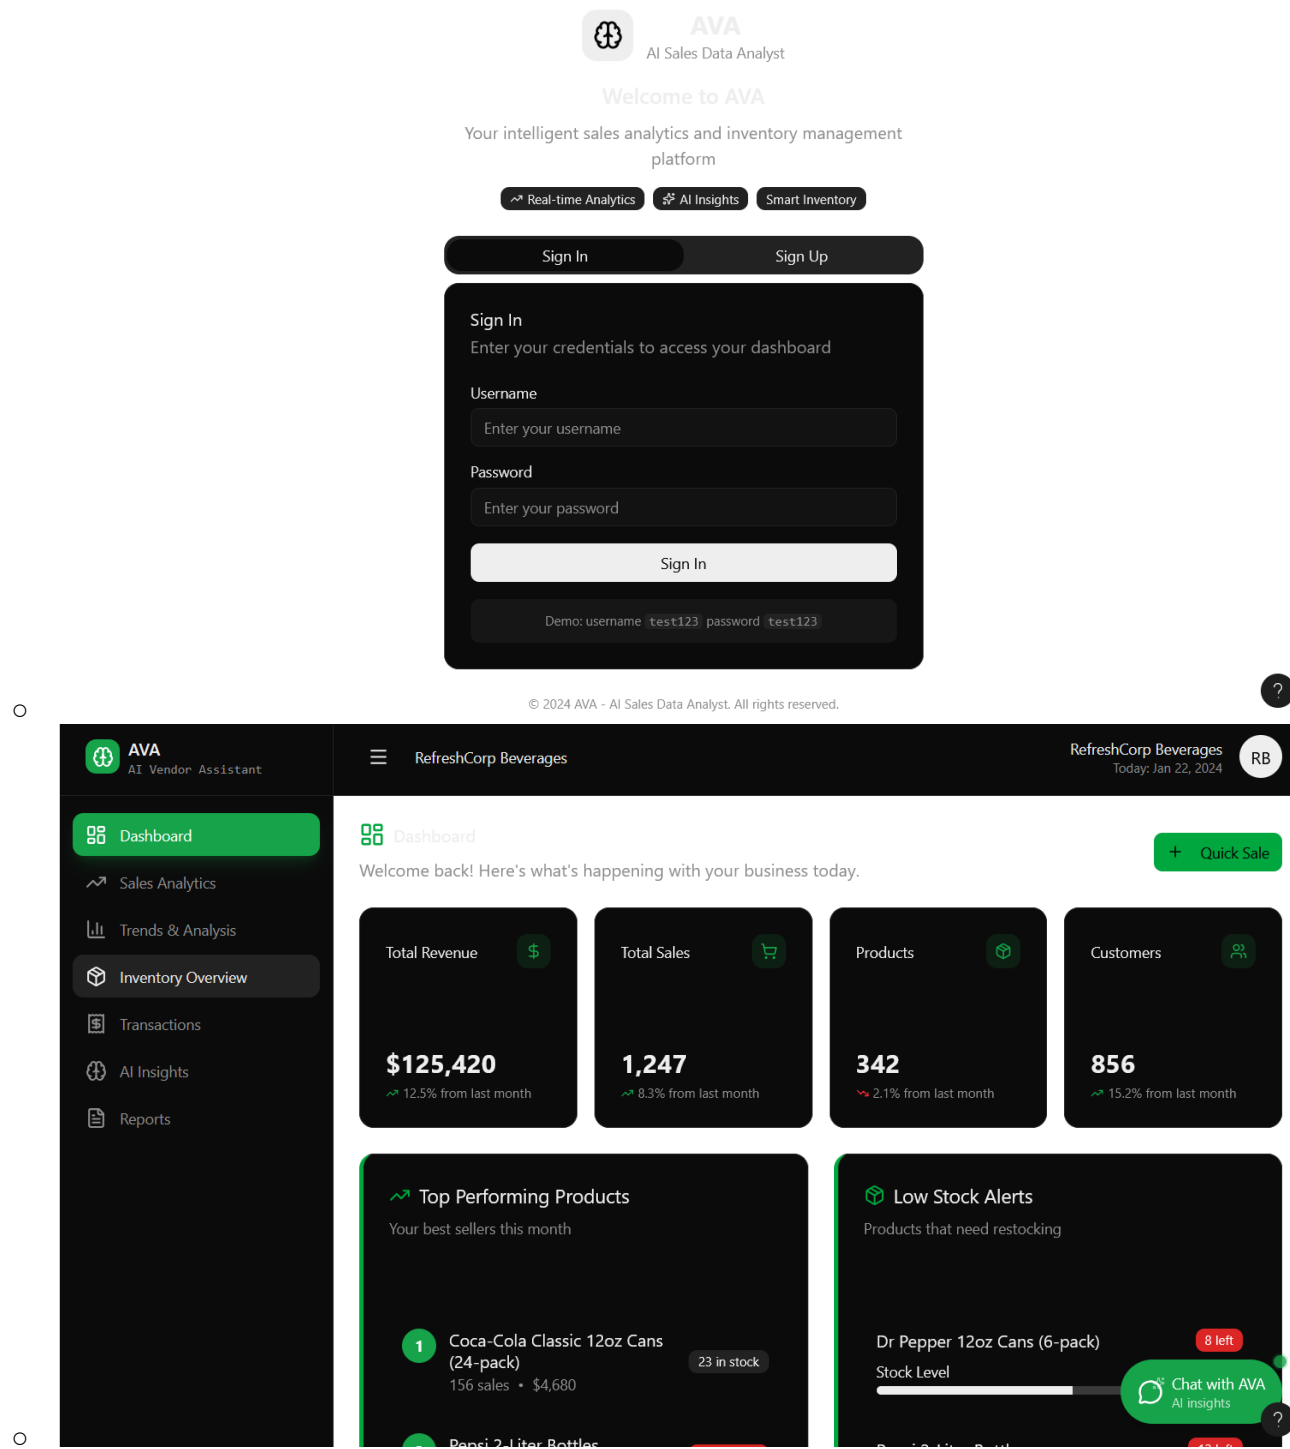 AVA
AI Sales Data Analyst
Welcome to AVA
Your intelligent sales analytics and inventory management
platform
Real-time Analytics
AI Insights
Smart Inventory
Sign In
Sign Up
Sign In
Enter your credentials to access your dashboard
Username
Enter your username
Password
Enter your password
Sign In
Demo: username test123 password test123
© 2024 AVA - AI Sales Data Analyst. All rights reserved.
?
AVA
AI Vendor Assistant
RefreshCorp Beverages
RefreshCorp Beverages
Today: Jan 22, 2024
RB
Dashboard
Sales Analytics
Trends & Analysis
Inventory Overview
Transactions
AI Insights
Reports
Dashboard
Welcome back! Here's what's happening with your business today.
+ Quick Sale
Total Revenue
$
$125,420
12.5% from last month
Total Sales
1,247
8.3% from last month
Products
342
2.1% from last month
Customers
856
15.2% from last month
Top Performing Products
Your best sellers this month
1
Coca-Cola Classic 12oz Cans
(24-pack)
156 sales • $4,680
23 in stock
Pepsi 2-Liter Bottles
Low Stock Alerts
Products that need restocking
Dr Pepper 12oz Cans (6-pack)
8 left
Stock Level
Chat with AVA
AI insights
?